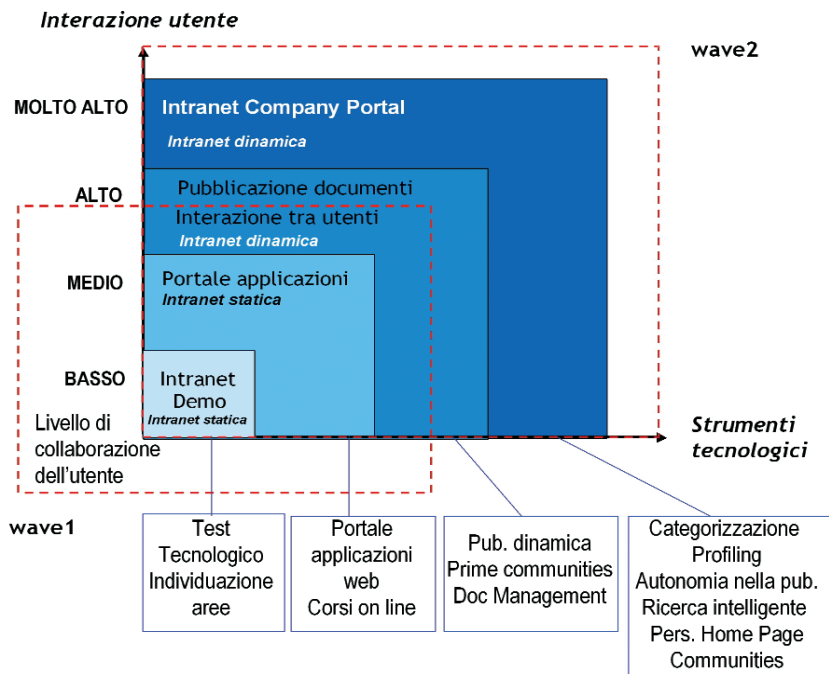 Interazione utente
wave2
MOLTO ALTO
Intranet Company Portal
Intranet dinamica
ALTO
Pubblicazione documenti
Interazione tra utenti
Intranet dinamica
MEDIO
Portale applicazioni
Intranet statica
BASSO
Intranet
Demo
Intranet statica
Livello di
collaborazione
dell'utente
Strumenti
tecnologici
wave1
Test
Tecnologico
Individuazione
aree
Portale
applicazioni
web
Corsi on line
Pub. dinamica
Prime communities
Doc Management
Categorizzazione
Profiling
Autonomia nella pub.
Ricerca intelligente
Pers. Home Page
Communities